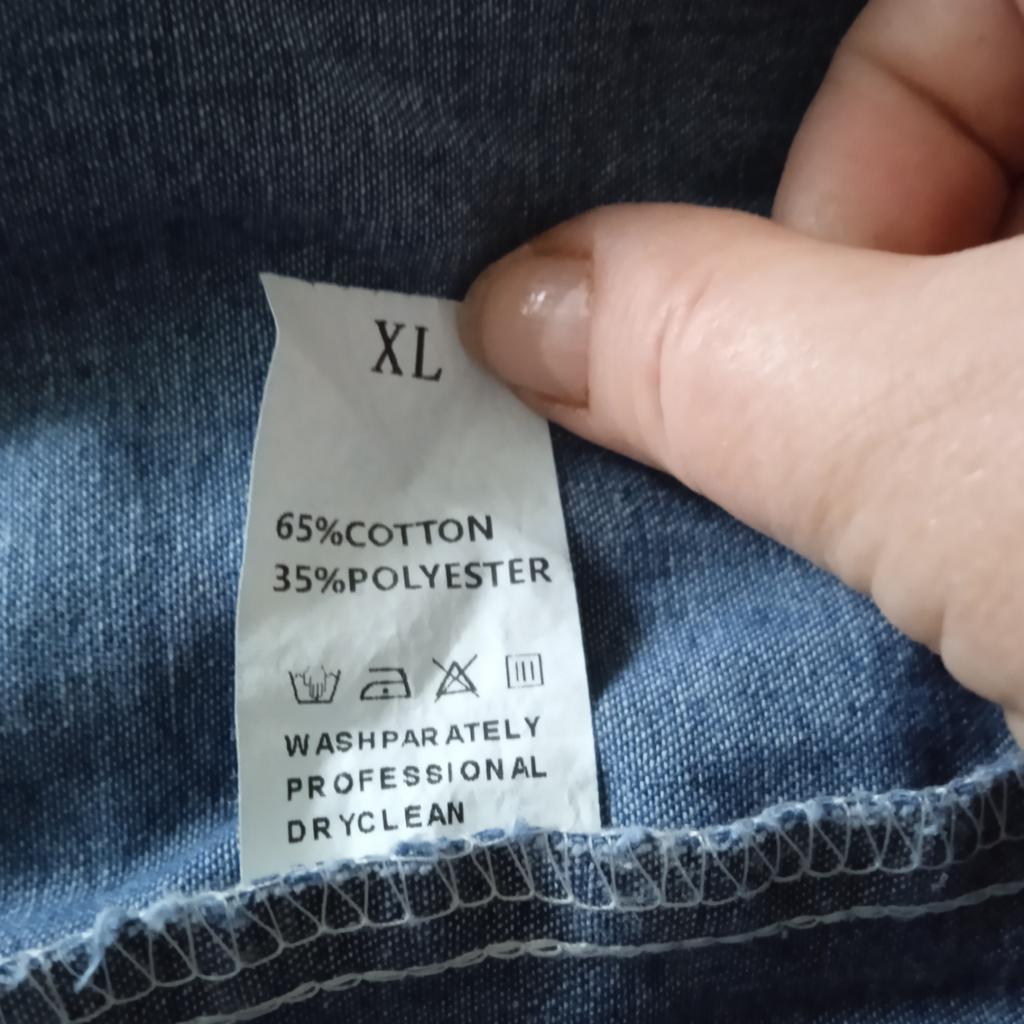 XL
65%COTTON
35%POLYESTER
WASHPARATELY
PROFESSIONAL
DRYCLEAN